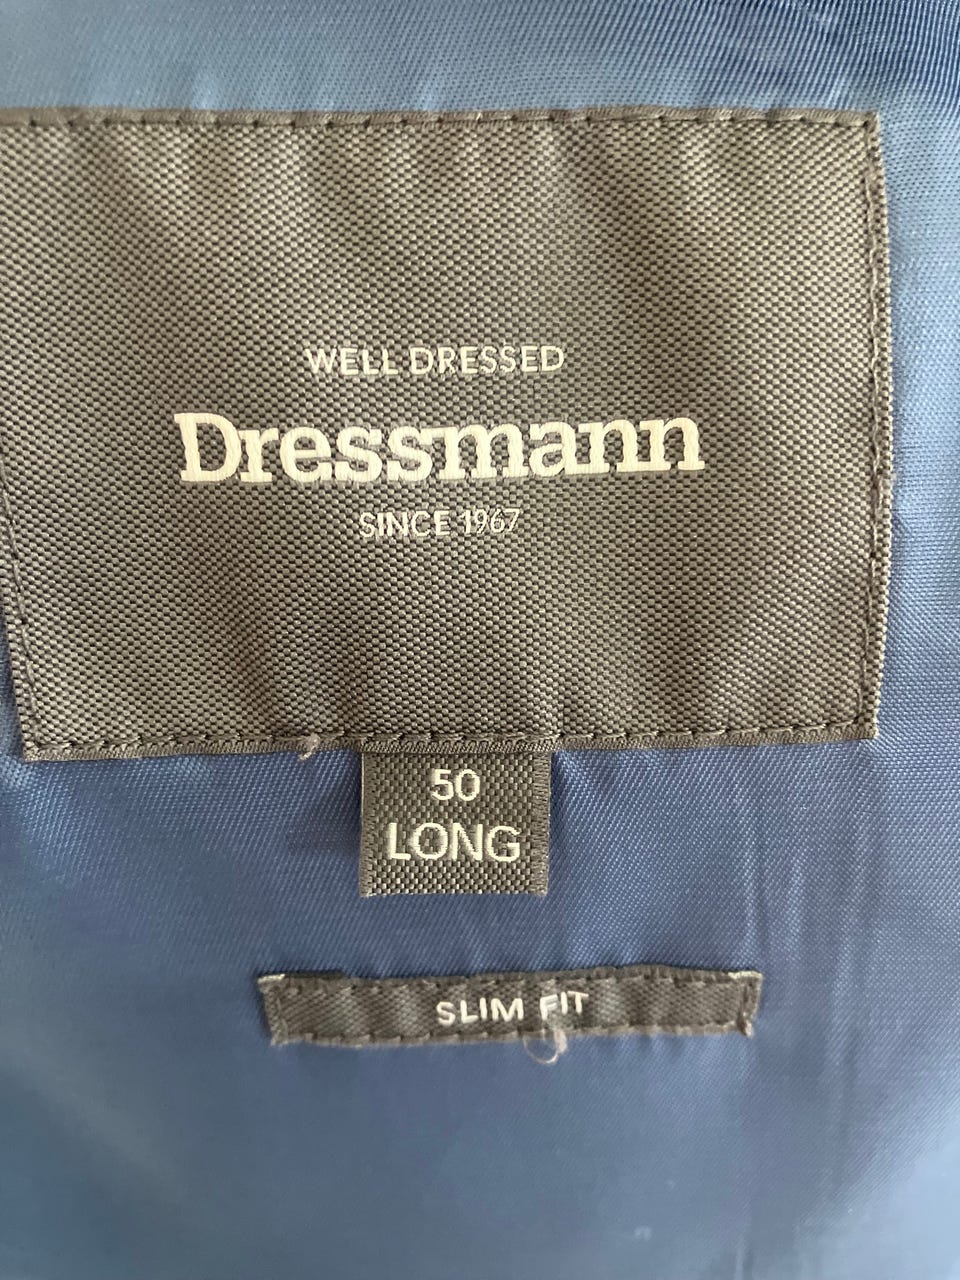 WELL DRESSED
Dressmann
SINCE 1967
50
LONG
SLIM FIT